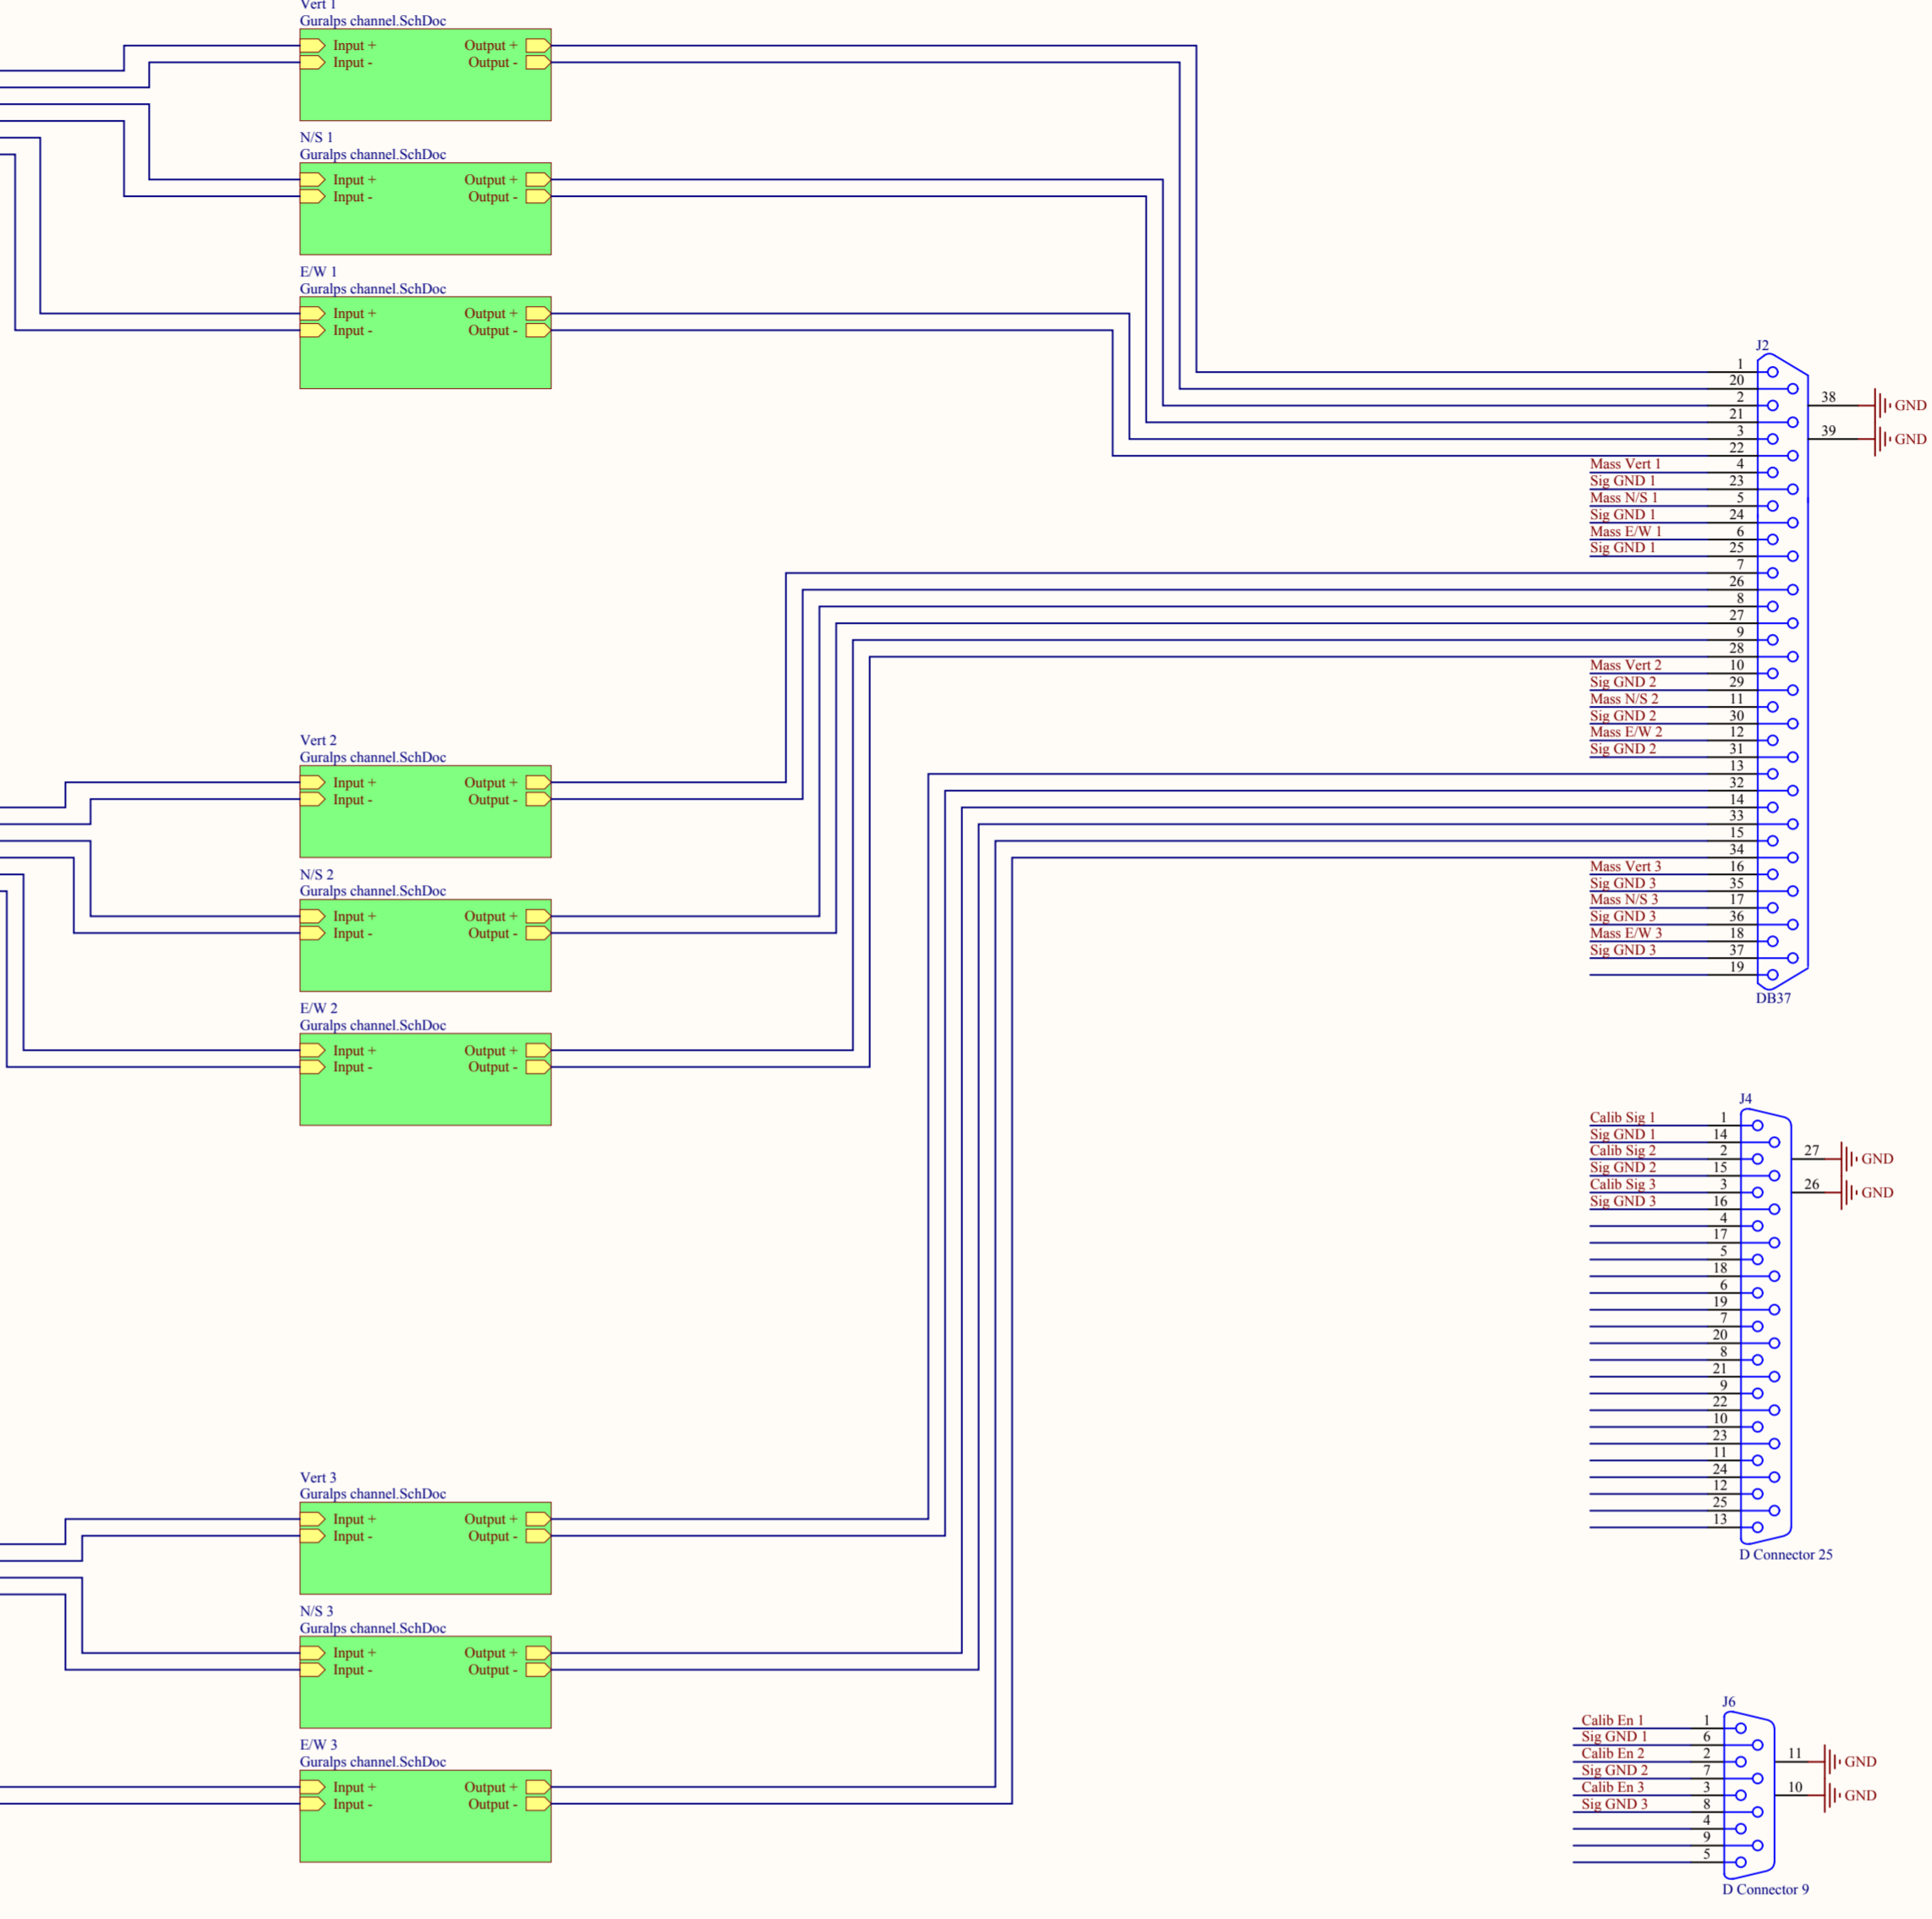 Vert 1
Guralps channel.SchDoc
Input + Output +
Input - Output -
N/S 1
Guralps channel.SchDoc
Input + Output +
Input - Output -
E/W 1
Guralps channel.SchDoc
Input + Output +
Input - Output -
Vert 2
Guralps channel.SchDoc
Input + Output +
Input - Output -
N/S 2
Guralps channel.SchDoc
Input + Output +
Input - Output -
E/W 2
Guralps channel.SchDoc
Input + Output +
Input - Output -
Vert 3
Guralps channel.SchDoc
Input + Output +
Input - Output -
N/S 3
Guralps channel.SchDoc
Input + Output +
Input - Output -
E/W 3
Guralps channel.SchDoc
Input + Output +
Input - Output -
J2
1
20
2
21
3
22
Mass Vert 1 4
Sig GND 1 23
Mass N/S 1 5
Sig GND 1 24
Mass E/W 1 6
Sig GND 1 25
7
26
8
27
9
28
Mass Vert 2 10
Sig GND 2 29
Mass N/S 2 11
Sig GND 2 30
Mass E/W 2 12
Sig GND 2 31
13
32
14
33
15
34
Mass Vert 3 16
Sig GND 3 35
Mass N/S 3 17
Sig GND 3 36
Mass E/W 3 18
Sig GND 3 37
19
38 GND
39 GND
DB37
J4
Calib Sig 1 1
Sig GND 1 14
Calib Sig 2 2
Sig GND 2 15
Calib Sig 3 3
Sig GND 3 16
4
17
5
18
6
19
7
20
8
21
9
22
10
23
11
24
12
25
13
27 GND
26 GND
D Connector 25
J6
Calib En 1 1
Sig GND 1 6
Calib En 2 2
Sig GND 2 7
Calib En 3 3
Sig GND 3 8
4
9
5
11 GND
10 GND
D Connector 9